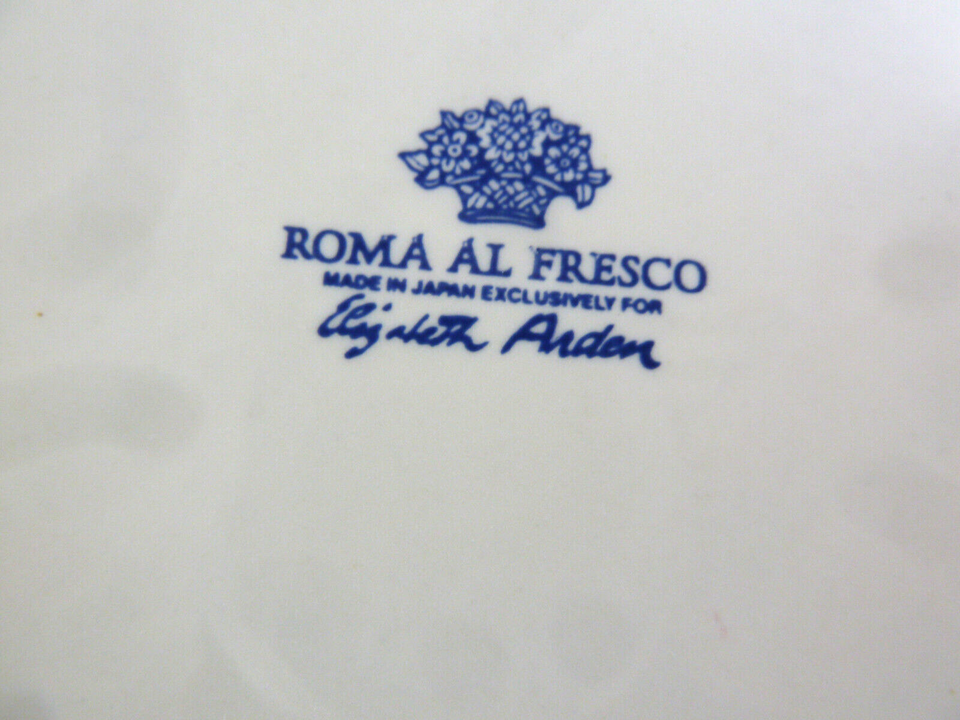 ROMA AL FRESCO
MADE IN JAPAN EXCLUSIVELY FOR
Elizabeth Arden